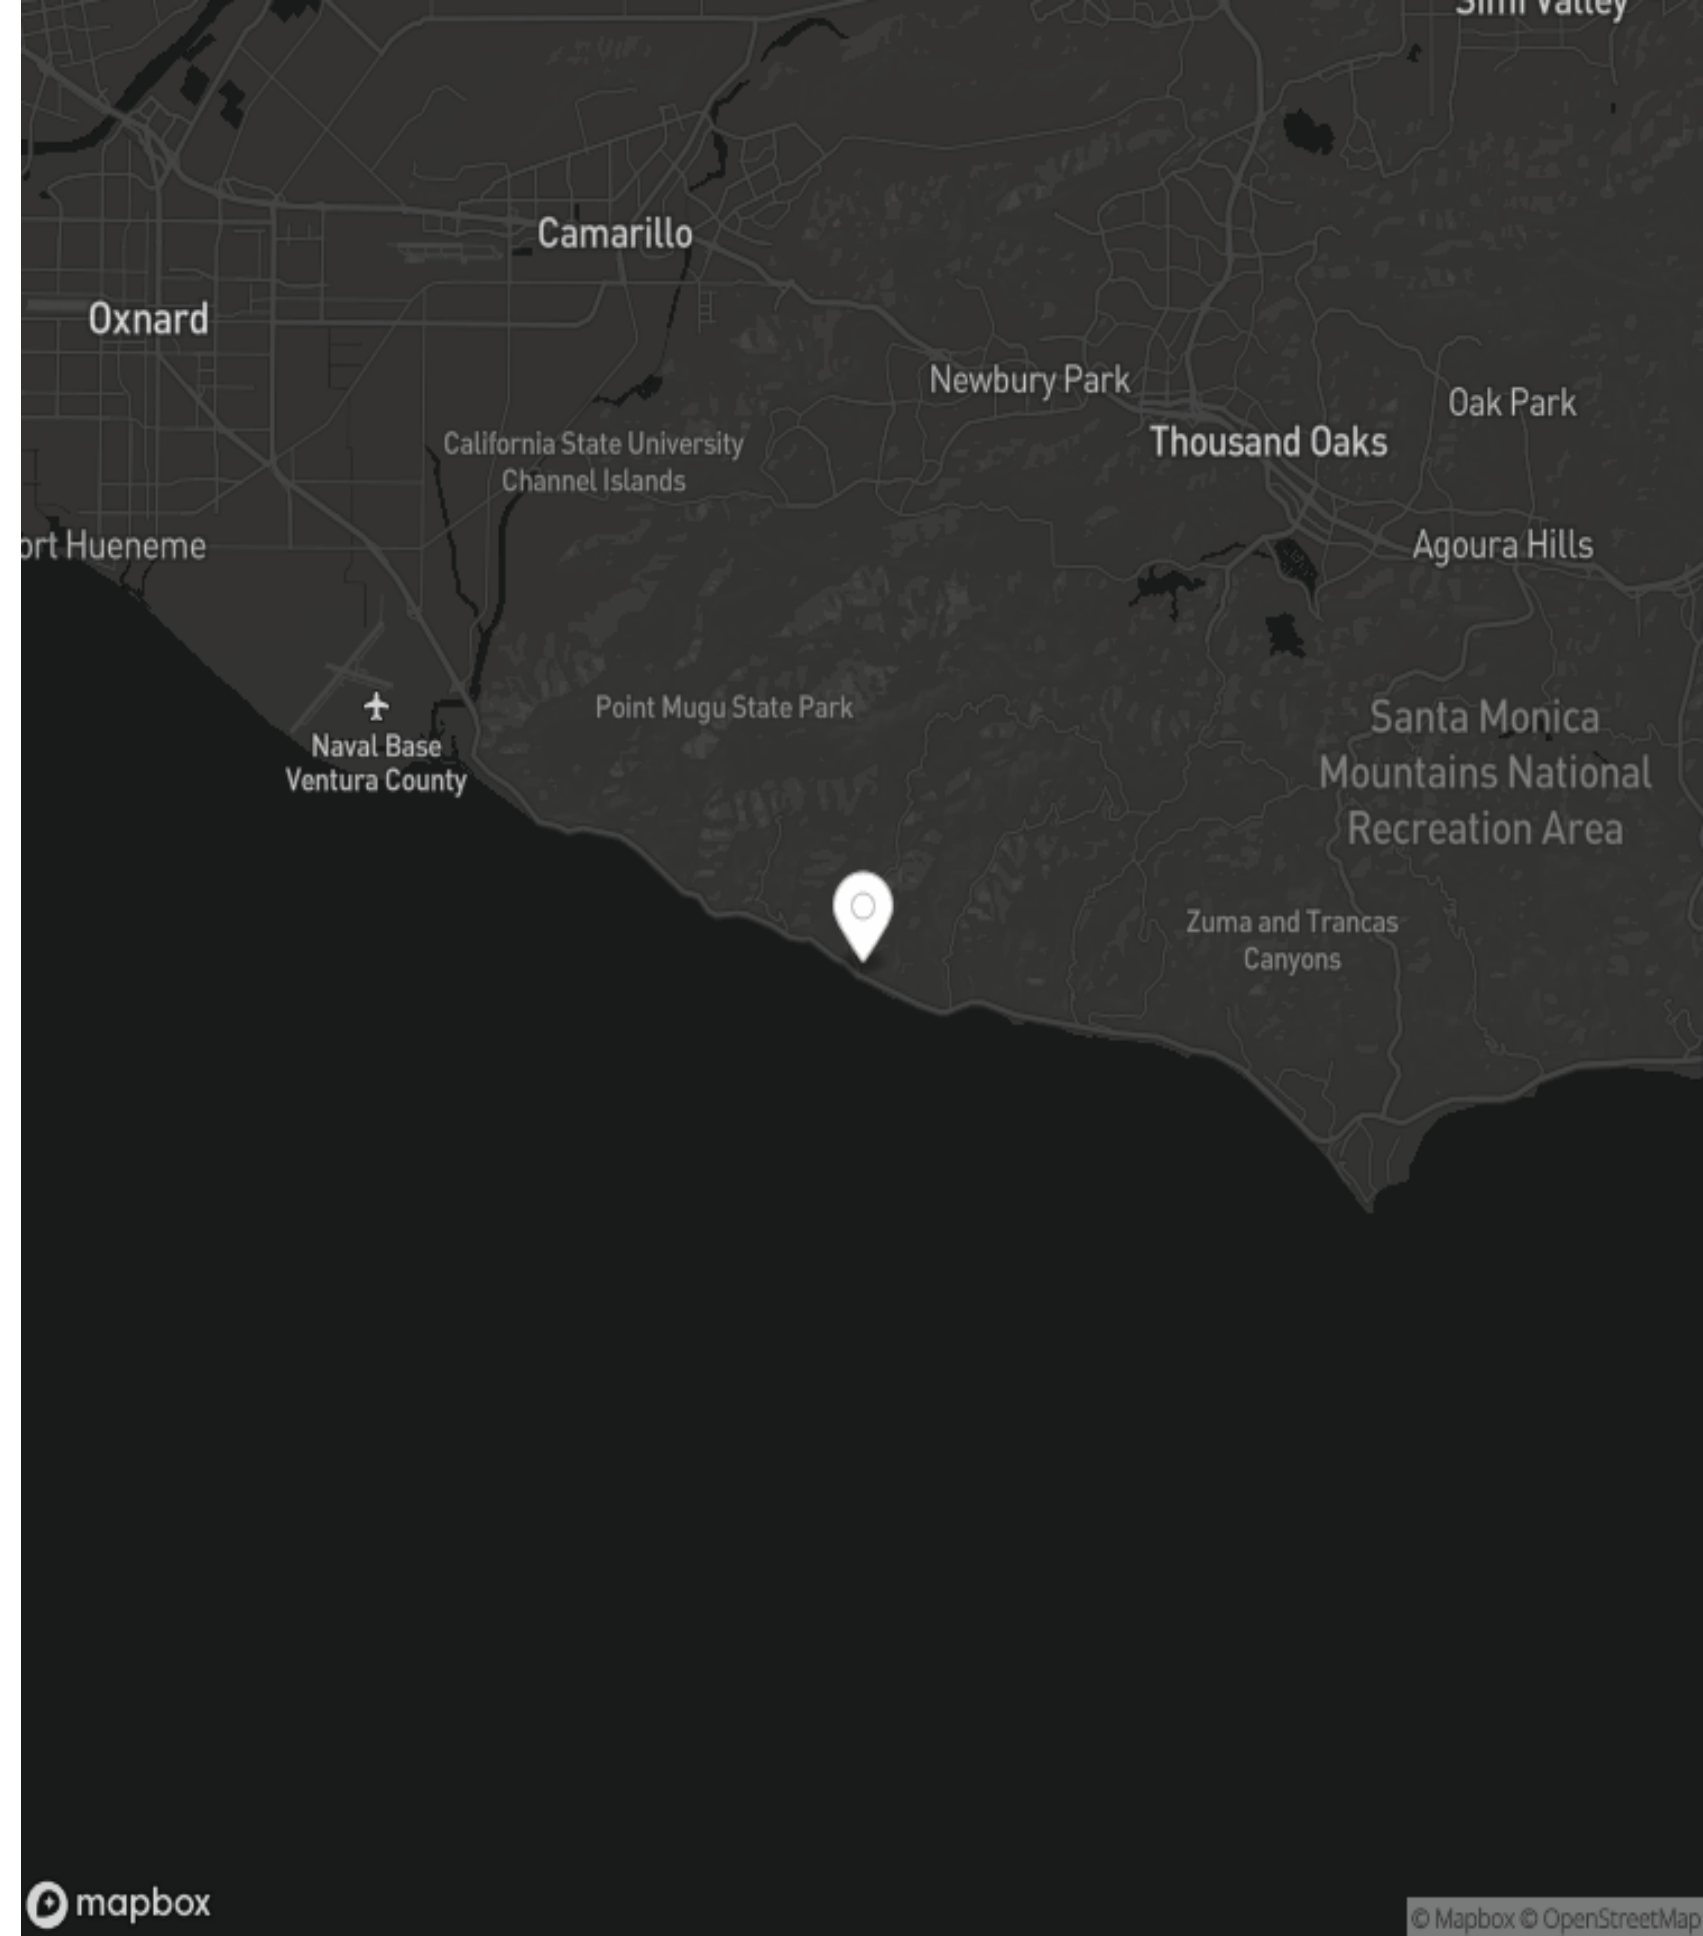 Simi Valley
Camarillo
Oxnard
Newbury Park
Oak Park
Thousand Oaks
California State University
Channel Islands
ort Hueneme
Agoura Hills
Point Mugu State Park
Santa Monica
Mountains National
Recreation Area
Naval Base
Ventura County
Zuma and Trancas
Canyons
mapbox
© Mapbox © OpenStreetMap